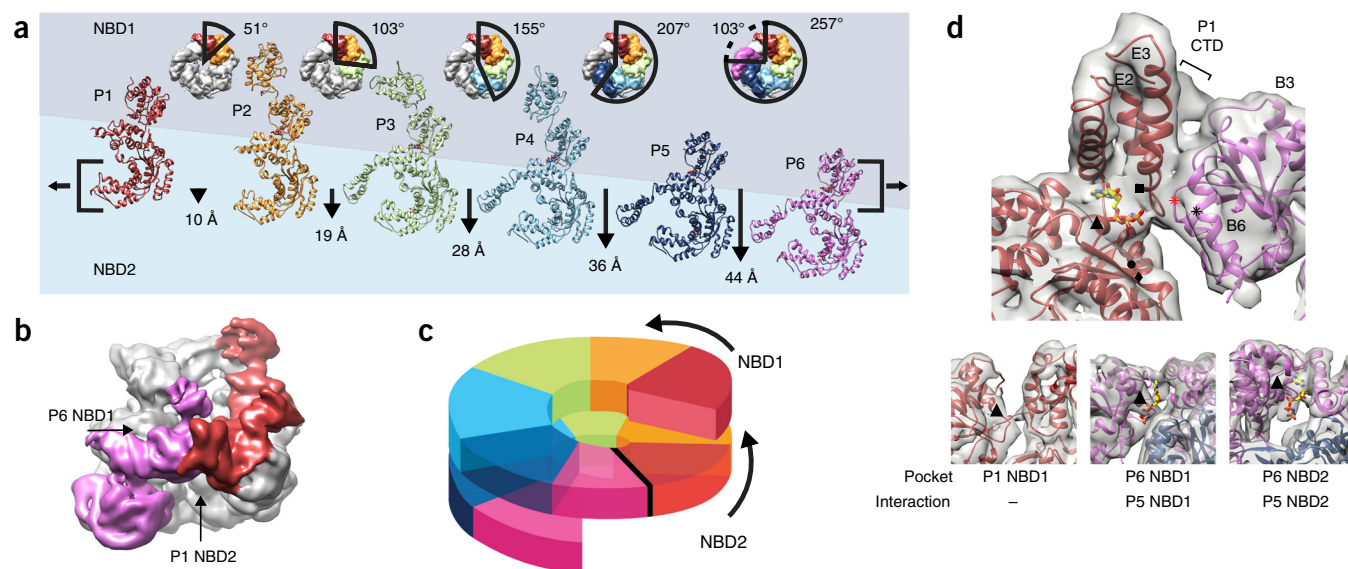 a
NBD1
51°
103°
155°
207°
103°
257°
P1
P2
P3
P4
P5
P6
10 Å
19 Å
28 Å
36 Å
44 Å
NBD2
b
P6 NBD1
P1 NBD2
c
NBD1
NBD2
d
P1
CTD
E3
E2
B3
B6
Pocket P1 NBD1 P6 NBD1 P6 NBD2
Interaction – P5 NBD1 P5 NBD2